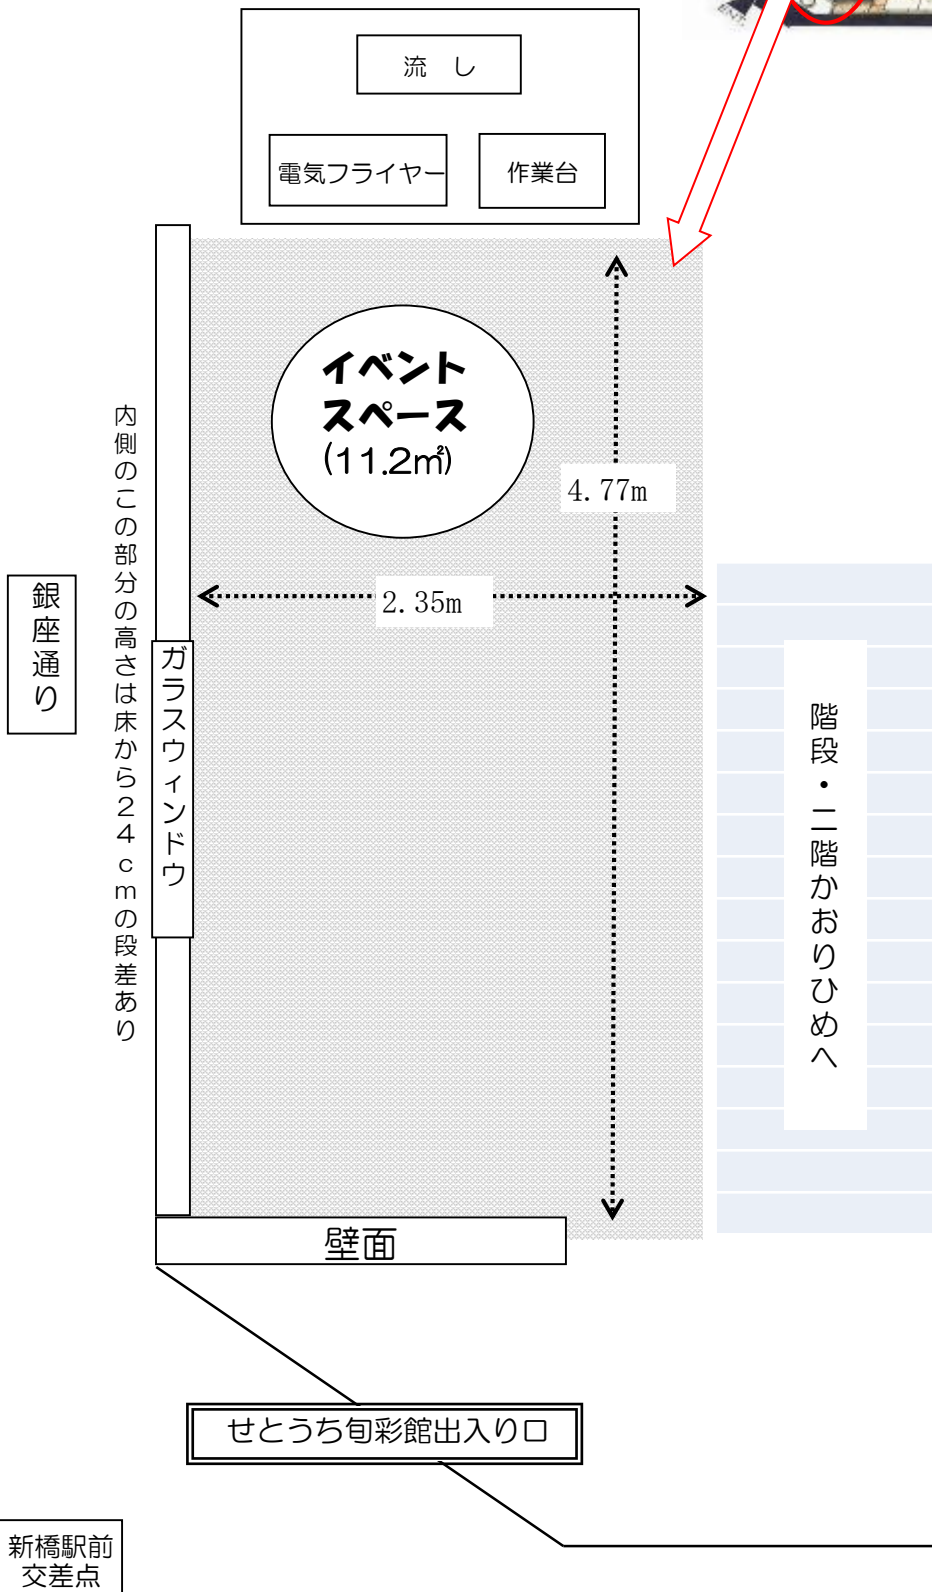 ENT.
流 し
電気フライヤー
作業台
イベント
スペース
(11.2㎡)
4.77m
2.35m
内側のこの部分の高さは床から24cmの段差あり
銀座通り
ガラスウィンドウ
階段・二階かおりひめへ
壁面
せとうち旬彩館出入り口
新橋駅前
交差点